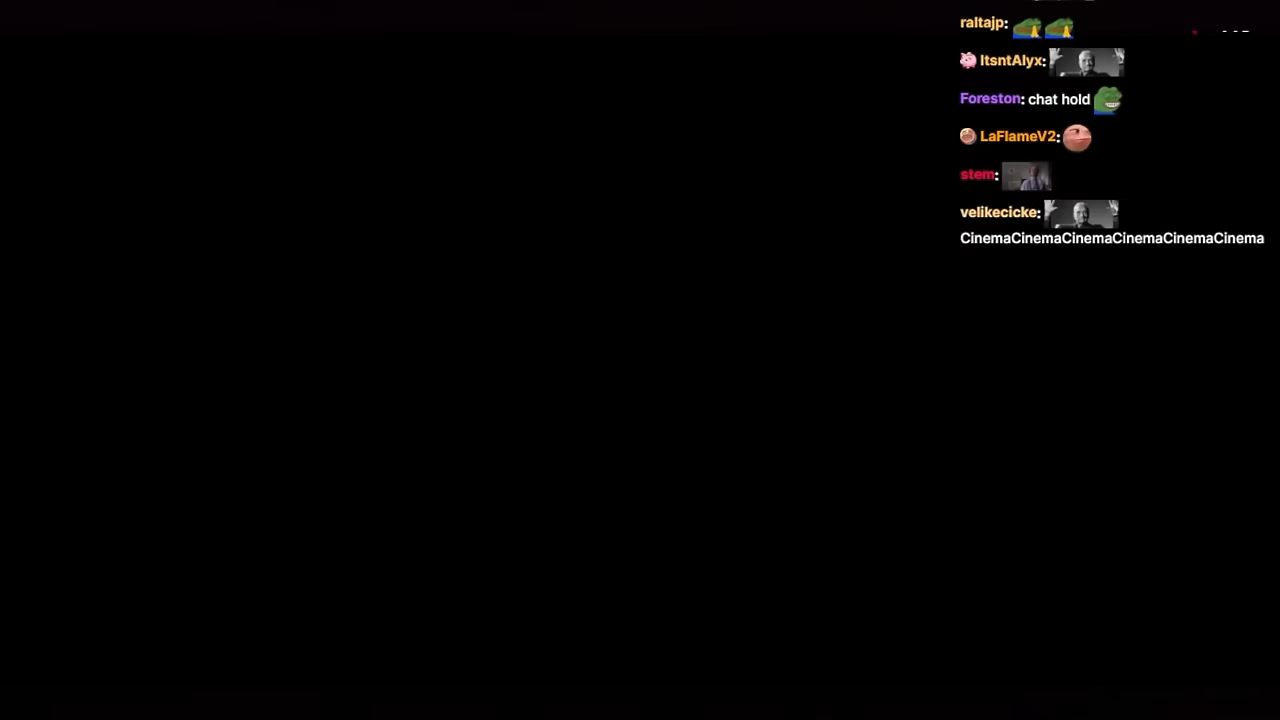 raltajp:
ItsntAlyx:
Foreston: chat hold
LaFlameV2:
stem:
velikecicke:
CinemaCinemaCinemaCinemaCinemaCinema